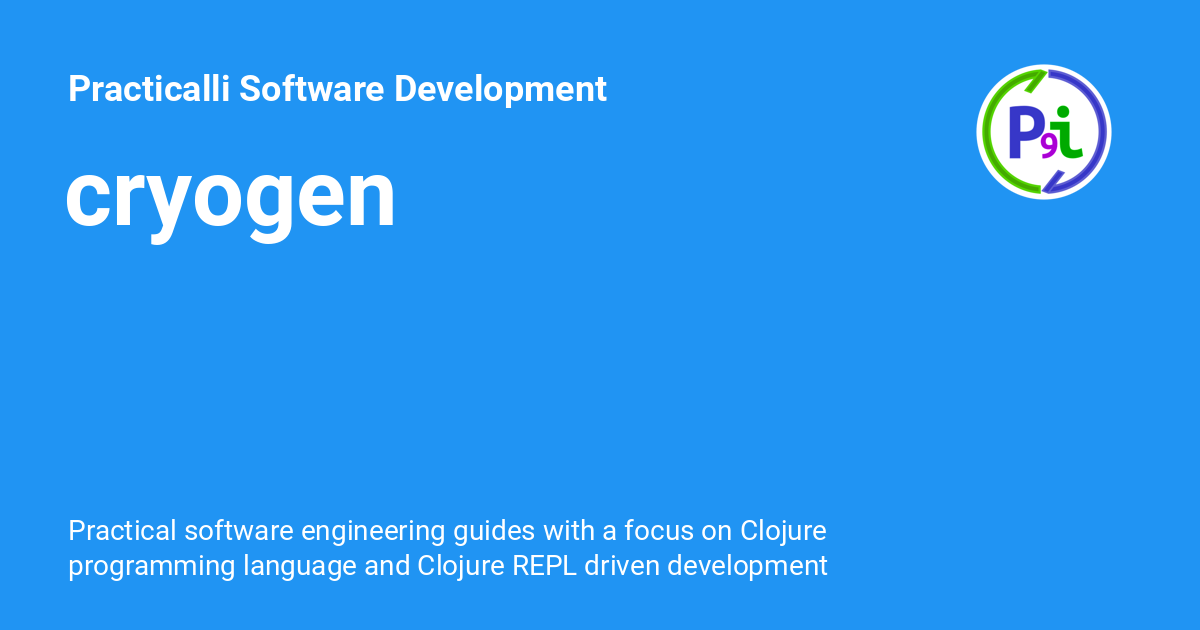 Practicalli Software Development
cryogen
P9i
Practical software engineering guides with a focus on Clojure
programming language and Clojure REPL driven development